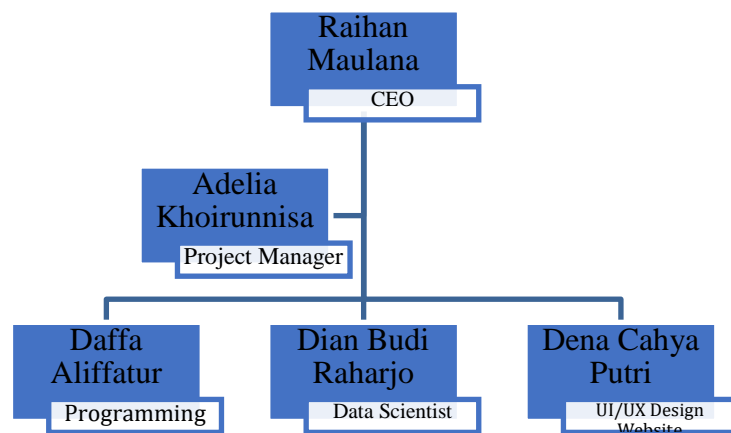 Raihan
Maulana
CEO
Adelia
Khoirunnisa
Project Manager
Daffa
Aliffatur
Programming
Dian Budi
Raharjo
Data Scientist
Dena Cahya
Putri
UI/UX Design
Website